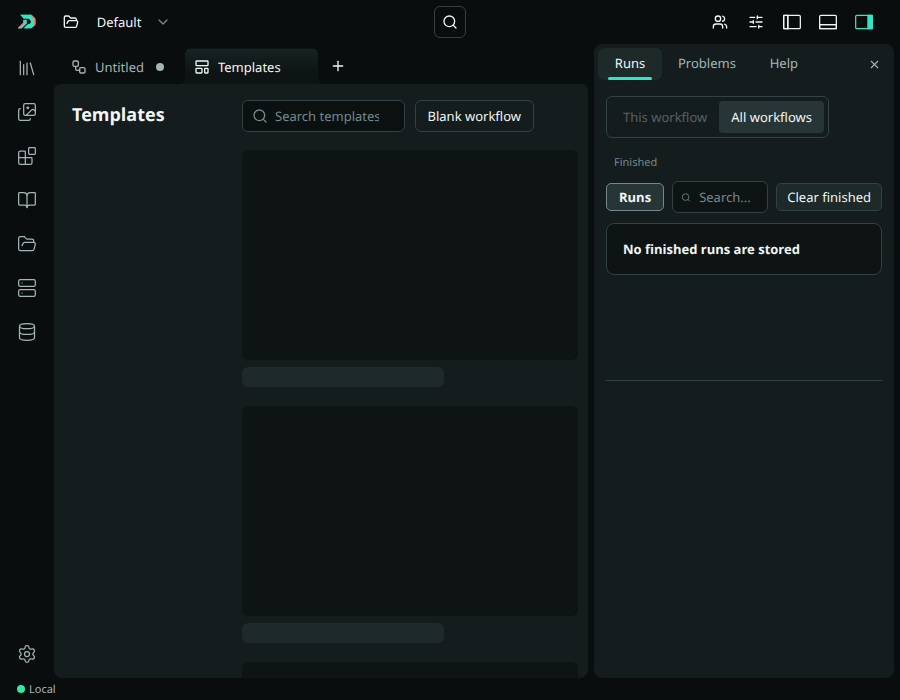 Default
Untitled
Templates
Runs
Problems
Help
Templates
Search templates
Blank workflow
This workflow
All workflows
Finished
Runs
Search...
Clear finished
No finished runs are stored
Local